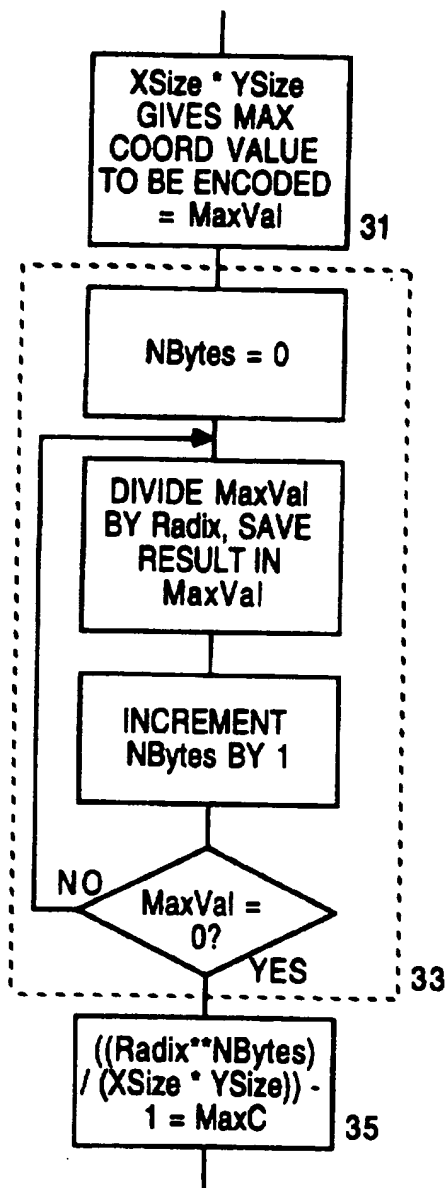 XSize * YSize
GIVES MAX
COORD VALUE
TO BE ENCODED
= MaxVal
31
NBytes = 0
DIVIDE MaxVal
BY Radix, SAVE
RESULT IN
MaxVal
INCREMENT
NBytes BY 1
NO
MaxVal =
0?
YES
33
((Radix**NBytes)
/ (XSize * YSize)) -
1 = MaxC
35